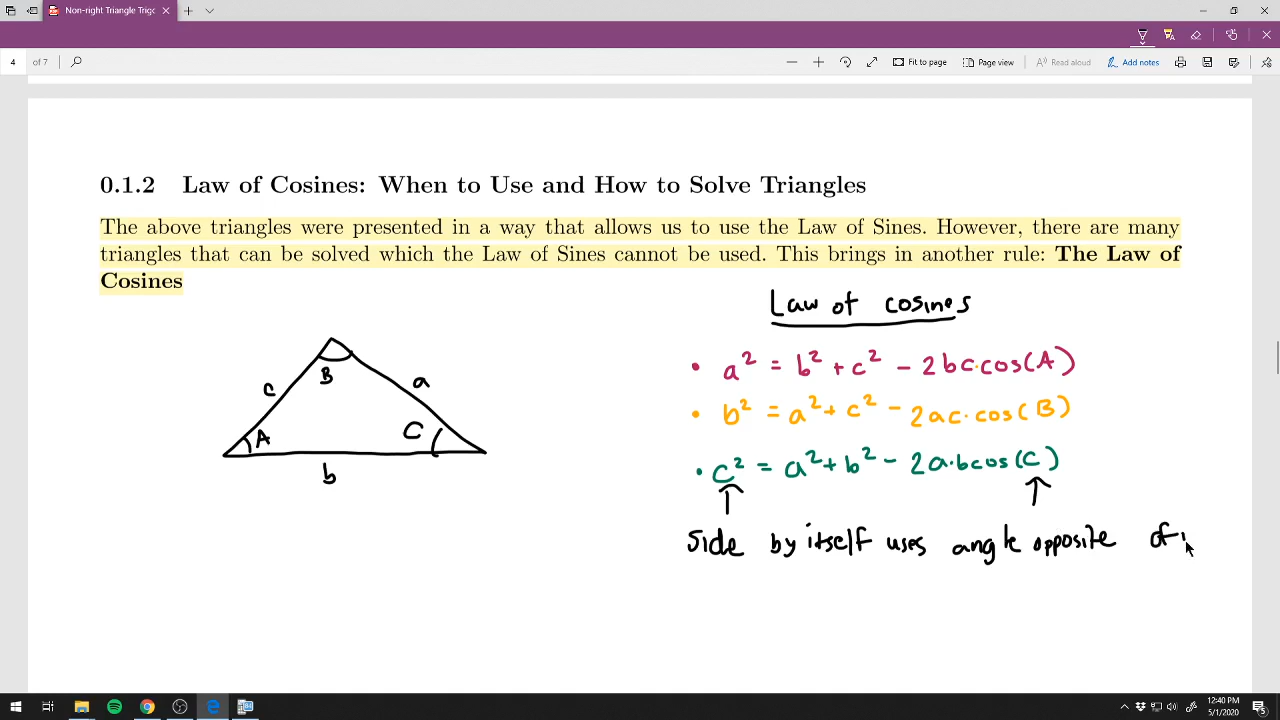 Non-right Triangle Trig
4 of 7
Fit to page
Page view
Read aloud
Add notes
0.1.2 Law of Cosines: When to Use and How to Solve Triangles
The above triangles were presented in a way that allows us to use the Law of Sines. However, there are many
triangles that can be solved which the Law of Sines cannot be used. This brings in another rule: The Law of
Cosines
Law of cosines
B
c
a
A
C
b
• a² = b² + c² - 2bc·cos(A)
• b² = a² + c² - 2ac·cos(B)
• c² = a² + b² - 2a·bcos(C)
side by itself uses angle opposite of
12:40 PM
5/1/2020